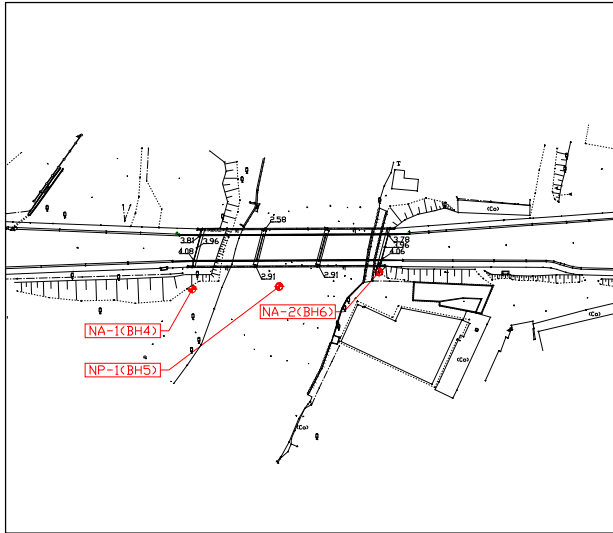 T
(Co)
2.58
3.81
3.96
3.78
3.96
4.08
4.06
2.91
2.91
NA-2(BH6)
(Co)
NA-1(BH4)
(Co)
NP-1(BH5)
(Co)